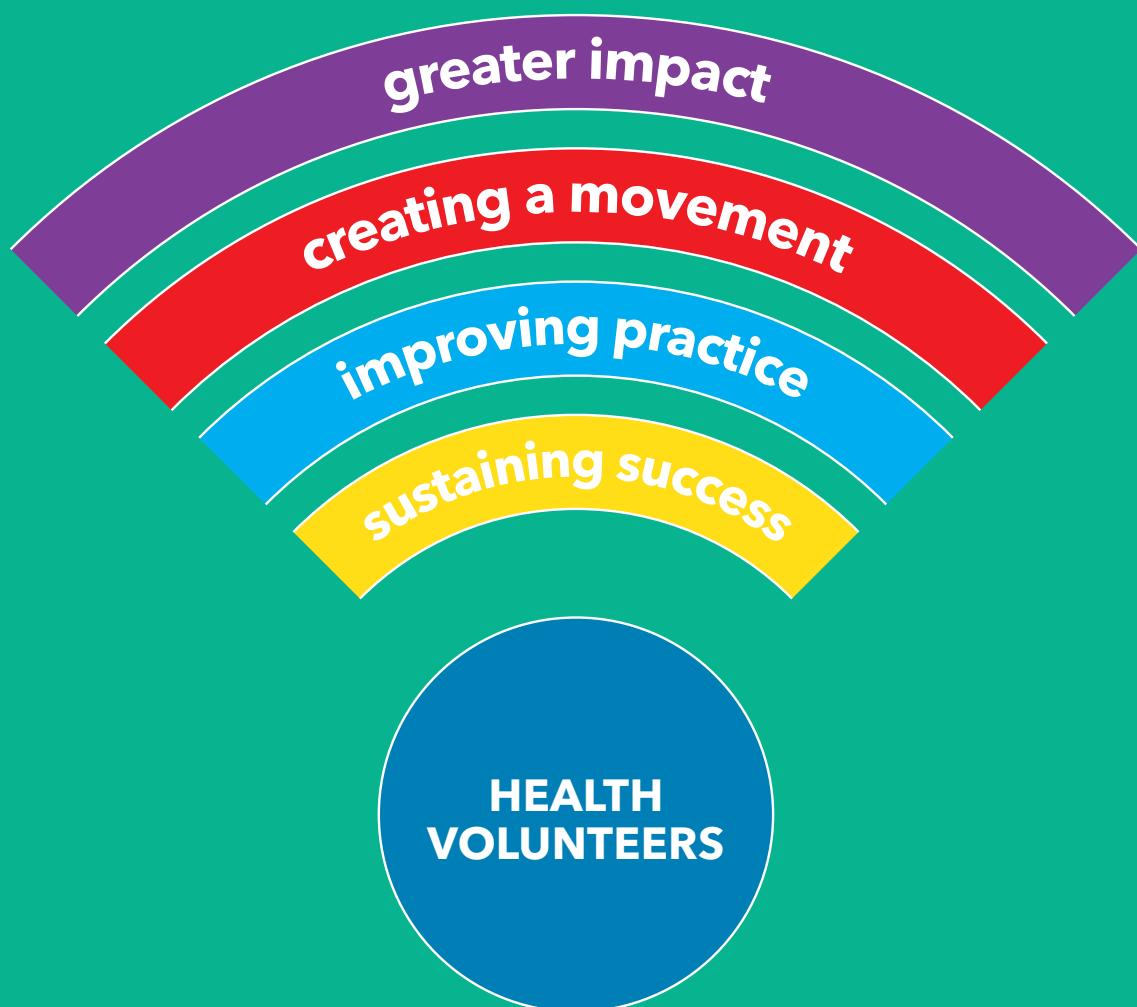 greater impact
creating a movement
improving practice
sustaining success
HEALTH
VOLUNTEERS